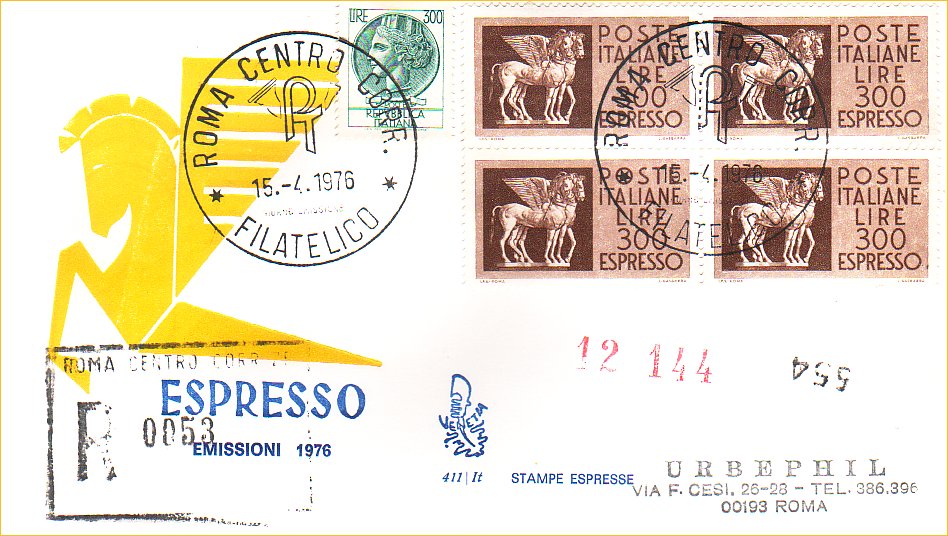 LIRE 300
REPVBBLICA
ITALIANA
ROMA CENTRO CORR.
15.-4.1976
FILATELICO
POSTE
ITALIANE
LIRE
300
ESPRESSO
POSTE
ITALIANE
LIRE
300
ESPRESSO
ROMA CENTRO CORR.
15.-4.1976
FILATELICO
POSTE
ITALIANE
LIRE
300
ESPRESSO
POSTE
ITALIANE
LIRE
300
ESPRESSO
12 144
554
ROMA CENTRO CORR
R
0053
ESPRESSO
EMISSIONI 1976
411|It STAMPE ESPRESSE
URBEPHIL
VIA F. CESI. 26-28 - TEL. 386.396
00193 ROMA